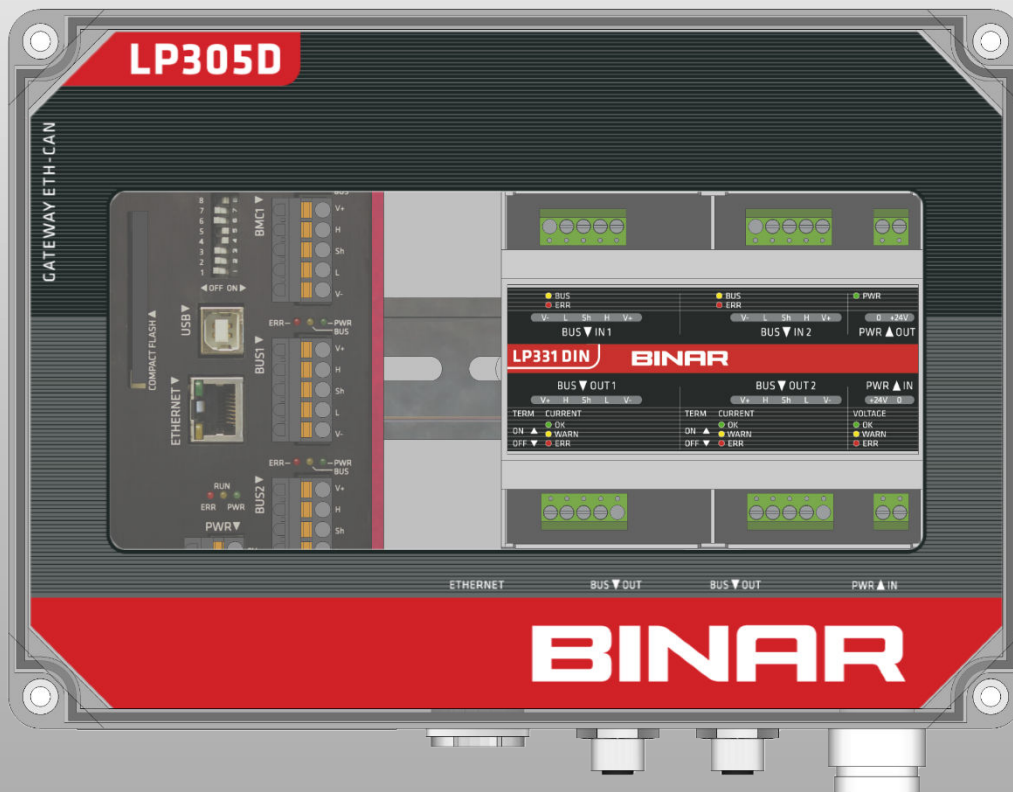 LP305D
GATEWAY ETH-CAN
8
7
6
5
4
3
2
1
◄ OFF ON ►
COMPACT FLASH ▲
USB ▼
ETHERNET ▼
RUN
ERR PWR
PWR ▼
BUS
BMC1 ▼
V+
H
Sh
L
V-
ERR PWR
BUS
BUS1 ▼
V+
H
Sh
L
V-
ERR PWR
BUS
BUS2 ▼
V+
H
Sh
BUS
ERR
V- L Sh H V+
BUS ▼ IN 1
BUS
ERR
V- L Sh H V+
BUS ▼ IN 2
PWR
0 +24V
PWR ▲ OUT
LP331 DIN
BINAR
BUS ▼ OUT 1
V+ H Sh L V-
TERM CURRENT
OK
ON ▲ WARN
OFF ▼ ERR
BUS ▼ OUT 2
V+ H Sh L V-
TERM CURRENT
OK
ON ▲ WARN
OFF ▼ ERR
PWR ▲ IN
+24V 0
VOLTAGE
OK
WARN
ERR
ETHERNET
BUS ▼ OUT
BUS ▼ OUT
PWR ▲ IN
BINAR